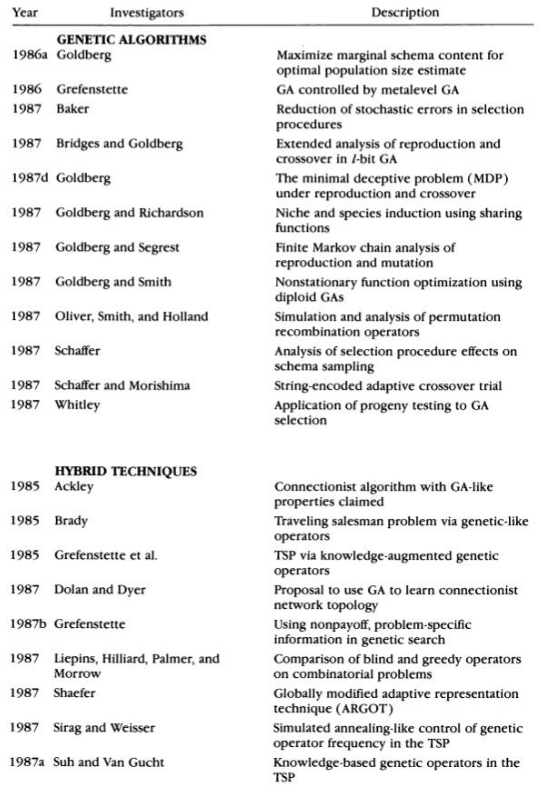 Year Investigators Description
GENETIC ALGORITHMS
1986a Goldberg Maximize marginal schema content for
optimal population size estimate
1986 Grefenstette GA controlled by metalevel GA
1987 Baker Reduction of stochastic errors in selection
procedures
1987 Bridges and Goldberg Extended analysis of reproduction and
crossover in l-bit GA
1987d Goldberg The minimal deceptive problem (MDP)
under reproduction and crossover
1987 Goldberg and Richardson Niche and species induction using sharing
functions
1987 Goldberg and Segrest Finite Markov chain analysis of
reproduction and mutation
1987 Goldberg and Smith Nonstationary function optimization using
diploid GAs
1987 Oliver, Smith, and Holland Simulation and analysis of permutation
recombination operators
1987 Schaffer Analysis of selection procedure effects on
schema sampling
1987 Schaffer and Morishima String-encoded adaptive crossover trial
1987 Whitley Application of progeny testing to GA
selection
HYBRID TECHNIQUES
1985 Ackley Connectionist algorithm with GA-like
properties claimed
1985 Brady Traveling salesman problem via genetic-like
operators
1985 Grefenstette et al. TSP via knowledge-augmented genetic
operators
1987 Dolan and Dyer Proposal to use GA to learn connectionist
network topology
1987b Grefenstette Using nonpayoff, problem-specific
information in genetic search
1987 Liepins, Hilliard, Palmer, and Comparison of blind and greedy operators
Morrow on combinatorial problems
1987 Shaefer Globally modified adaptive representation
technique (ARGOT)
1987 Sirag and Weisser Simulated annealing-like control of genetic
operator frequency in the TSP
1987a Suh and Van Gucht Knowledge-based genetic operators in the
TSP